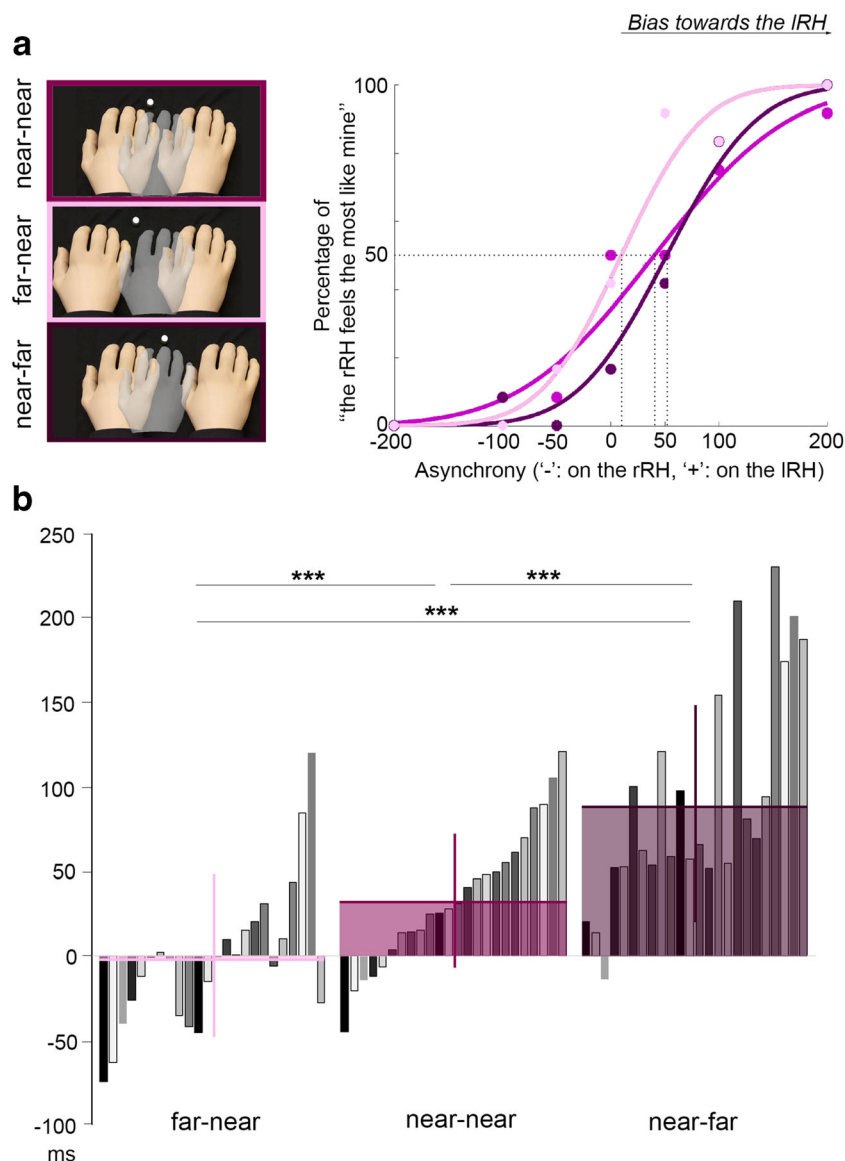 Bias towards the lRH
a
near-near
far-near
near-far
Percentage of
“the rRH feels the most like mine”
100
50
0
-200
-100
-50
0
50
100
200
Asynchrony (‘-’: on the rRH, ‘+’: on the lRH)
b
250
200
150
100
50
0
-50
-100
ms
***
***
***
far-near
near-near
near-far